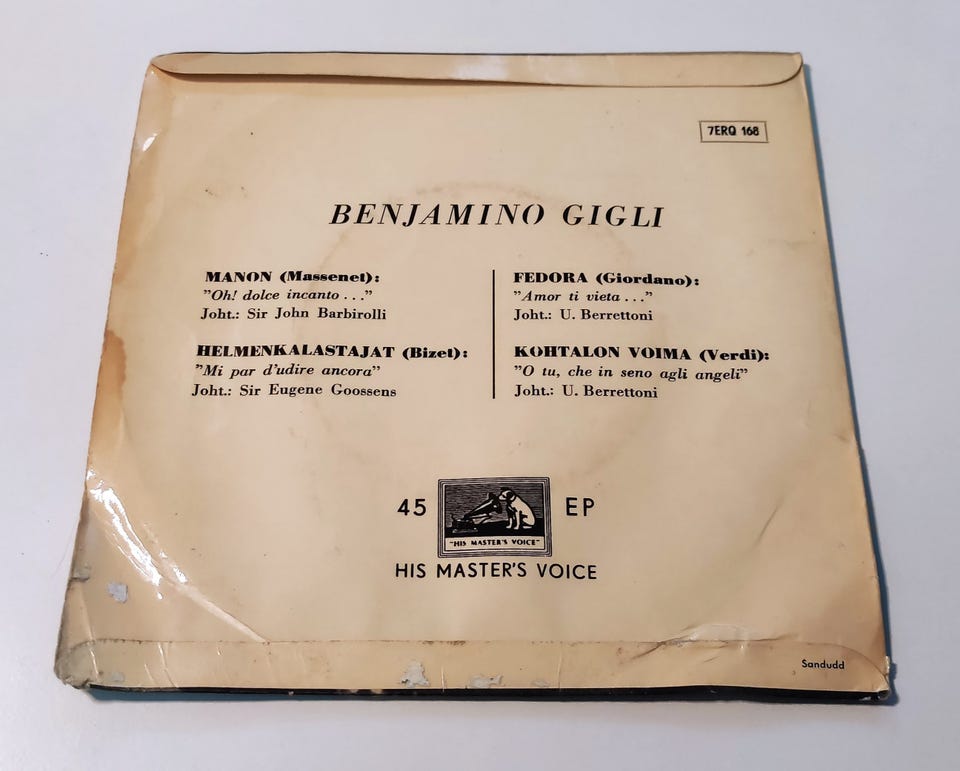 7ERQ 168
BENJAMINO GIGLI
MANON (Massenet):
"Oh! dolce incanto . . ."
Joht.: Sir John Barbirolli
HELMENKALASTAJAT (Bizet):
"Mi par d'udire ancora"
Joht.: Sir Eugene Goossens
FEDORA (Giordano):
"Amor ti vieta . . ."
Joht.: U. Berrettoni
KOHTALON VOIMA (Verdi):
"O tu, che in seno agli angeli"
Joht.: U. Berrettoni
45 EP
"HIS MASTER'S VOICE"
HIS MASTER'S VOICE
Sandudd